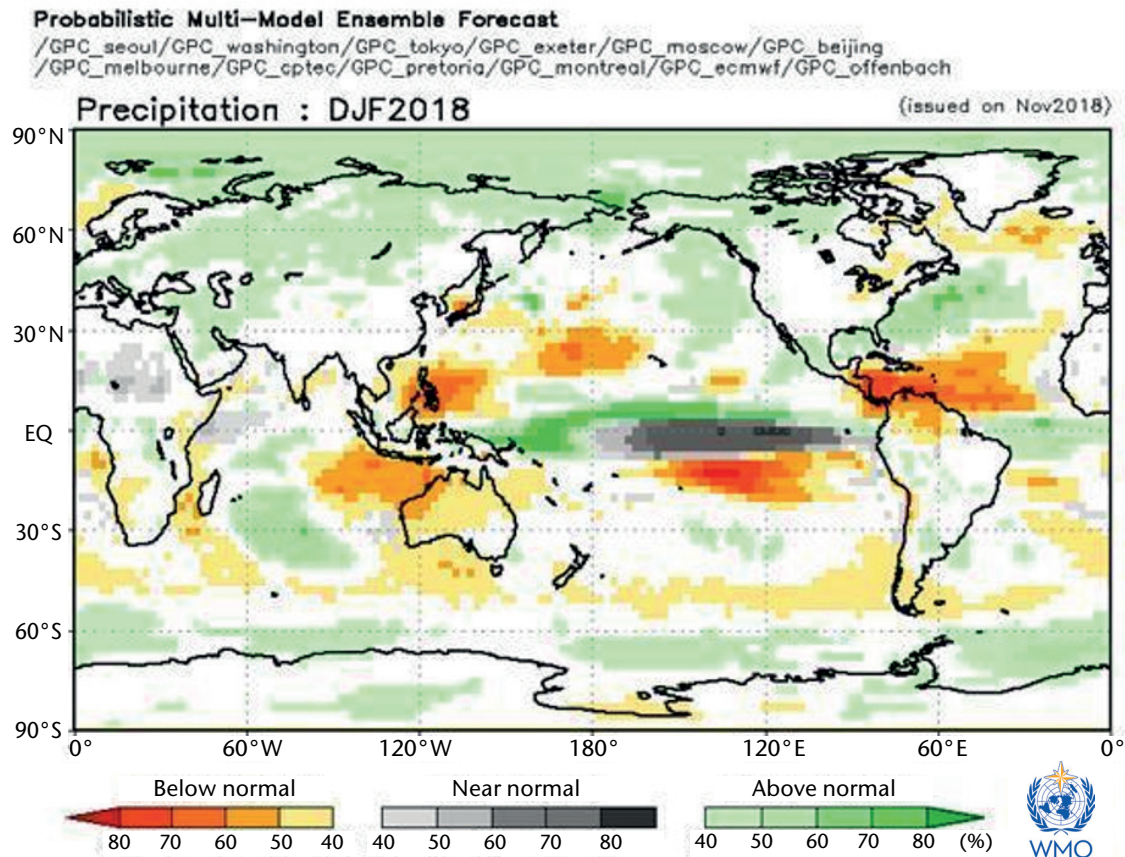 Probabilistic Multi-Model Ensemble Forecast
/GPC_seoul/GPC_washington/GPC_tokyo/GPC_exeter/GPC_moscow/GPC_beijing
/GPC_melbourne/GPC_cptec/GPC_pretoria/GPC_montreal/GPC_ecmwf/GPC_offenbach
Precipitation : DJF2018 (issued on Nov2018)
90°N
60°N
30°N
EQ
30°S
60°S
90°S
0° 60°W 120°W 180° 120°E 60°E 0°
Below normal Near normal Above normal
80 70 60 50 40 40 50 60 70 80 40 50 60 70 80 (%)
WMO